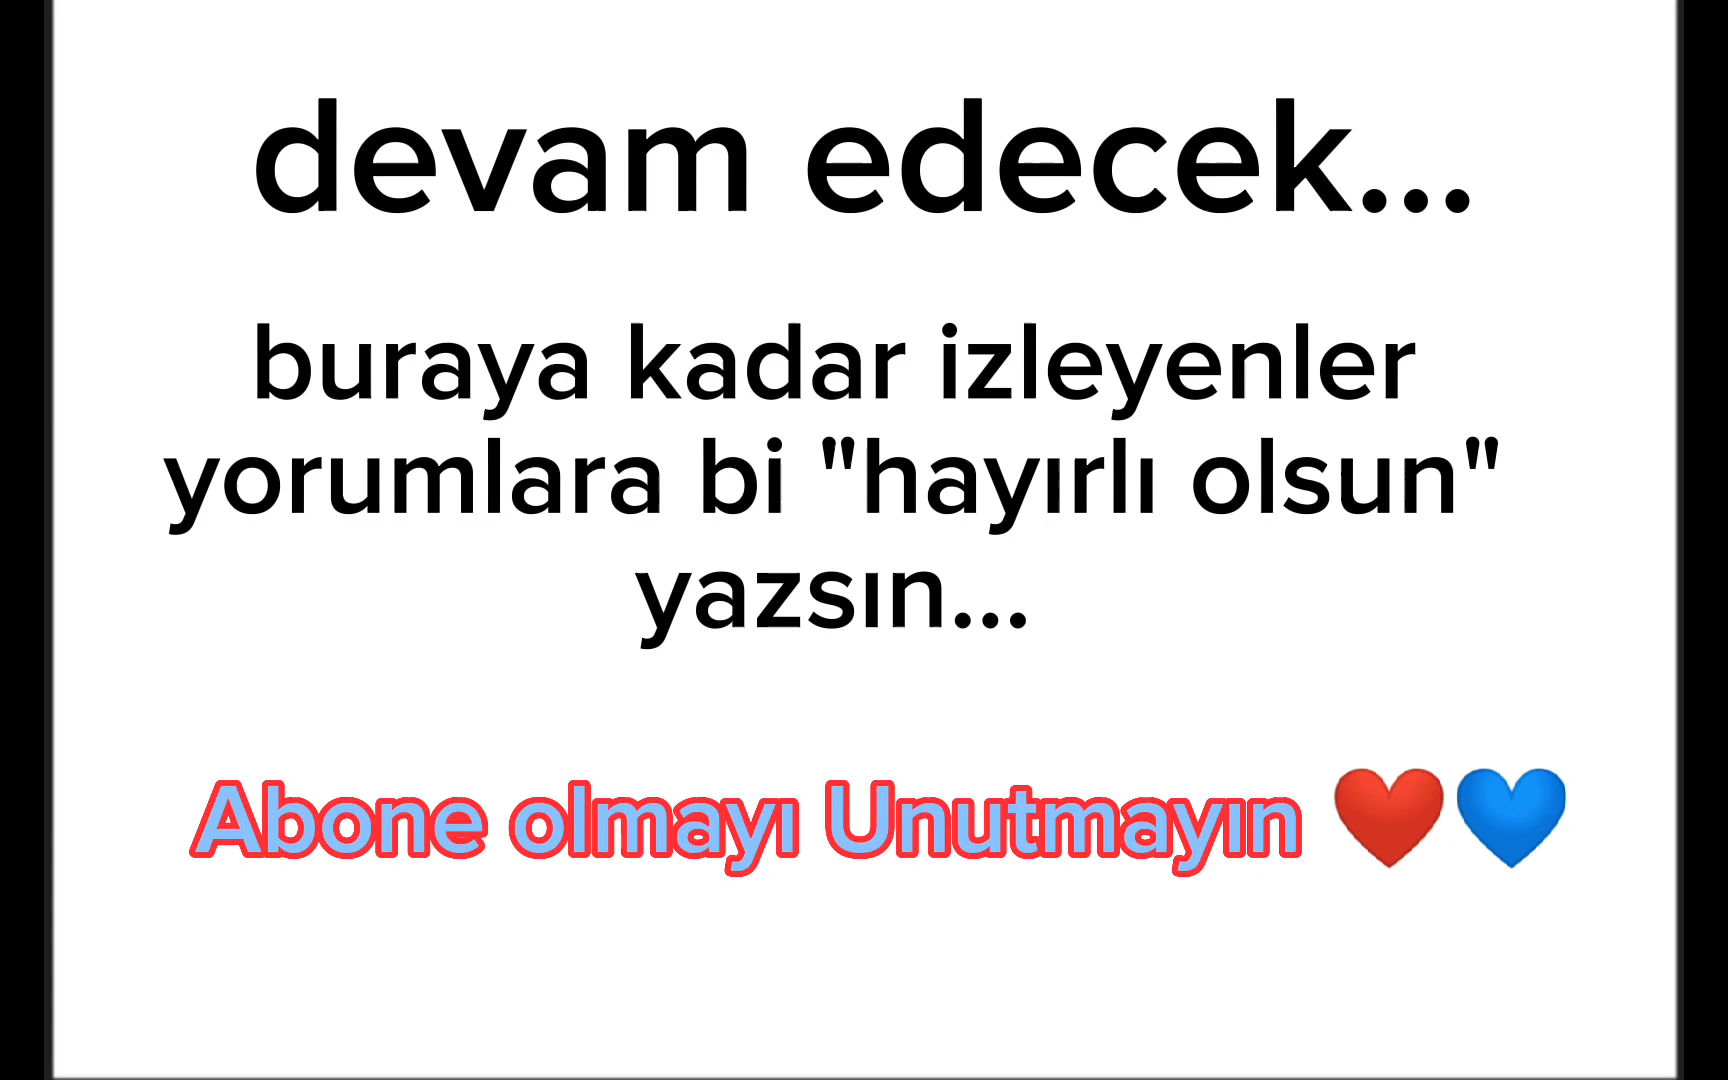 devam edecek...
buraya kadar izleyenler
yorumlara bi "hayırlı olsun"
yazsın...
Abone olmayı Unutmayın ❤️💙